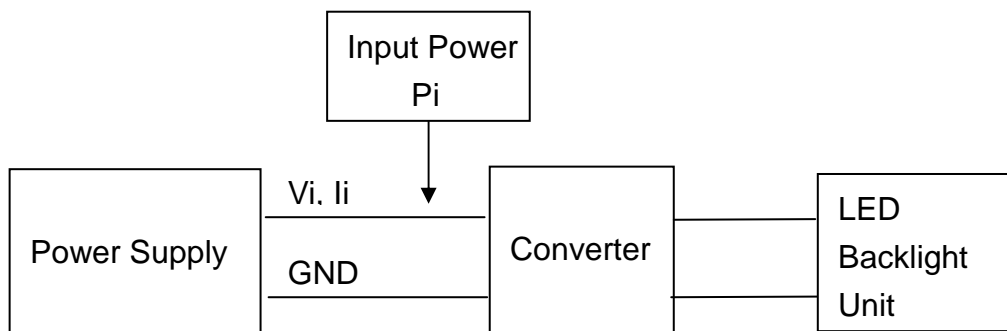 Input Power
Pi
Vi, Ii
Power Supply
GND
Converter
LED
Backlight
Unit